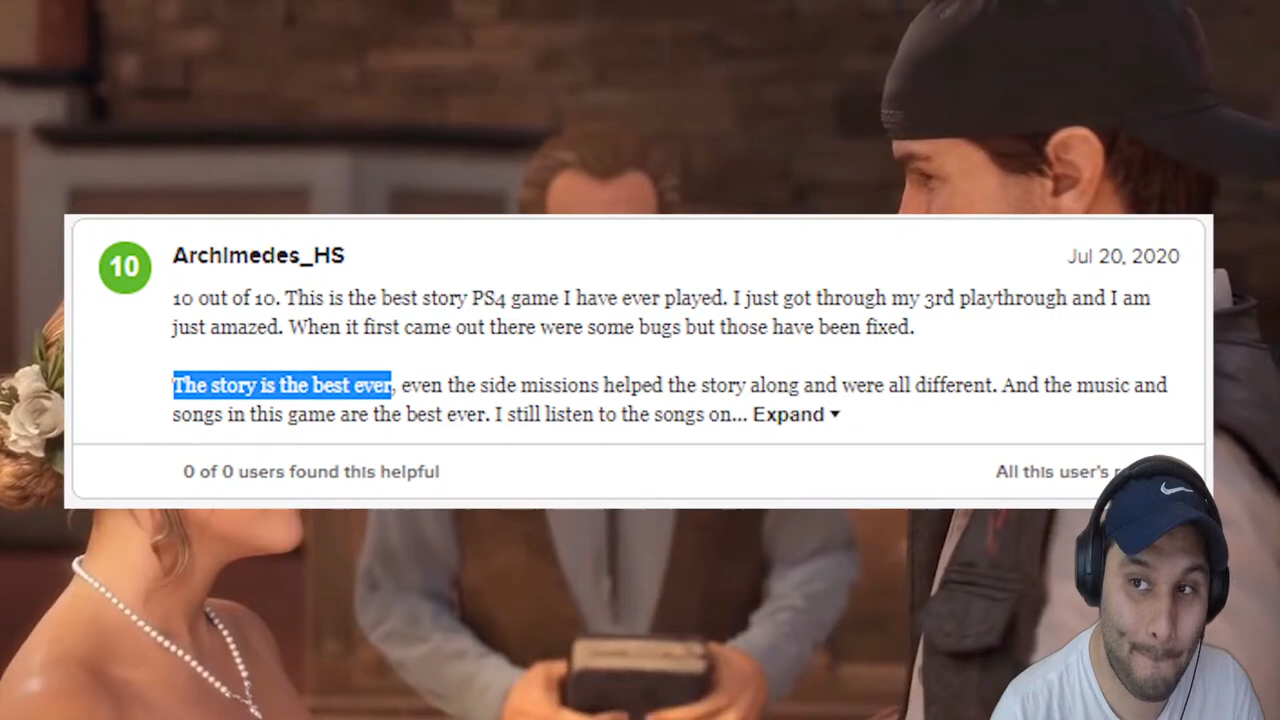 10
Archimedes_HS
Jul 20, 2020
10 out of 10. This is the best story PS4 game I have ever played. I just got through my 3rd playthrough and I am
just amazed. When it first came out there were some bugs but those have been fixed.
The story is the best ever, even the side missions helped the story along and were all different. And the music and
songs in this game are the best ever. I still listen to the songs on... Expand ▾
0 of 0 users found this helpful
All this user's